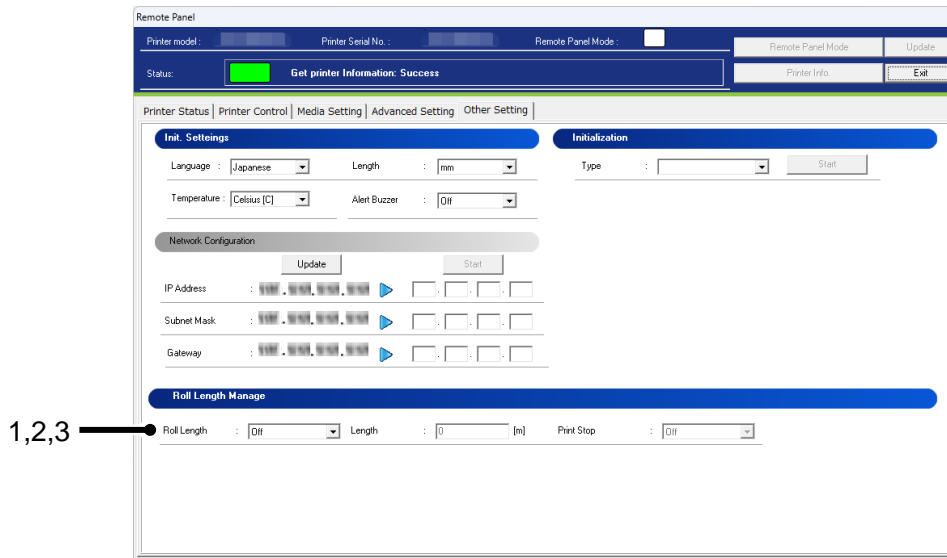 Remote Panel
Printer model : Printer Serial No. : Remote Panel Mode : Remote Panel Mode Update
Status: Get printer Information: Success Printer Info. Exit
Printer Status Printer Control Media Setting Advanced Setting Other Setting
Init. Setteings Initialization
Language : Japanese Length : mm Type : Start
Temperature : Celsius [C] Alert Buzzer : Off
Network Configuration
Update Start
IP Address : . . . . . .
Subnet Mask : . . . . . .
Gateway : . . . . . .
Roll Length Manage
1,2,3 Roll Length : Off Length : 0 [m] Print Stop : Off